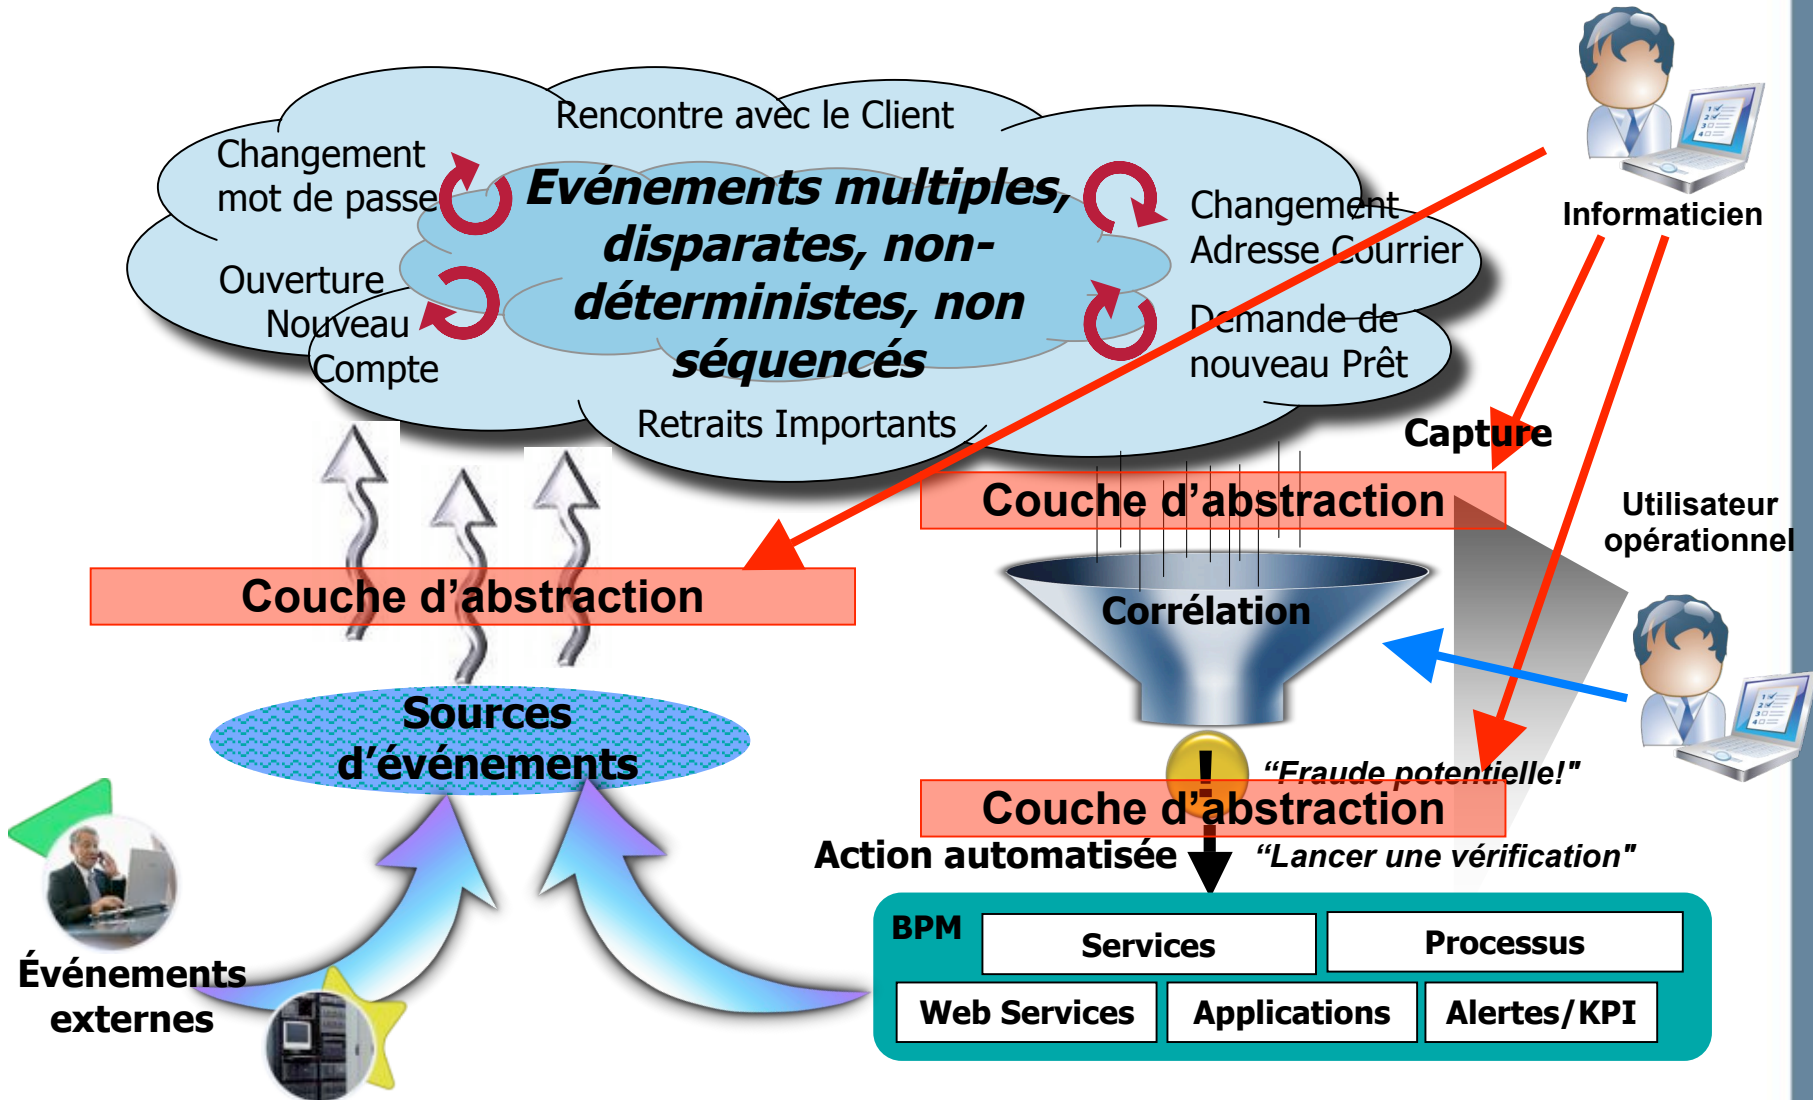 Rencontre avec le Client
Changement
mot de passe
Evénements multiples,
disparates, non-
déterministes, non
séquencés
Changement
Adresse Courrier
Ouverture
Nouveau
Compte
Demande de
nouveau Prêt
Retraits Importants
Informaticien
Capture
Couche d’abstraction
Utilisateur
opérationnel
Couche d’abstraction
Corrélation
Sources
d’événements
!
“Fraude potentielle!"
Couche d’abstraction
Action automatisée
“Lancer une vérification"
BPM
Services
Processus
Web Services
Applications
Alertes/KPI
Événements
externes